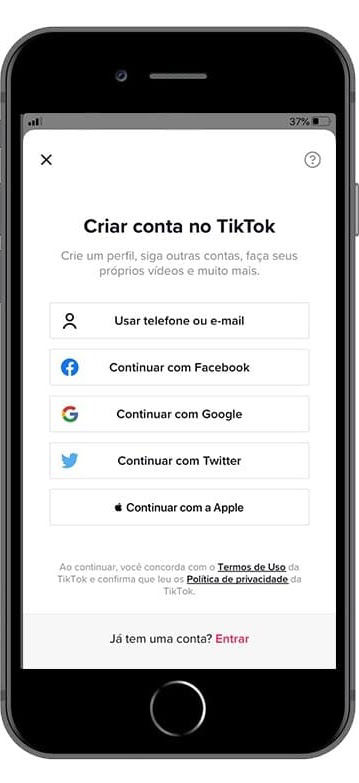 37%
Criar conta no TikTok
Crie um perfil, siga outras contas, faça seus
próprios vídeos e muito mais.
Usar telefone ou e-mail
Continuar com Facebook
Continuar com Google
Continuar com Twitter
Continuar com a Apple
Ao continuar, você concorda com o Termos de Uso da
TikTok e confirma que leu os Política de privacidade da
TikTok.
Já tem uma conta? Entrar